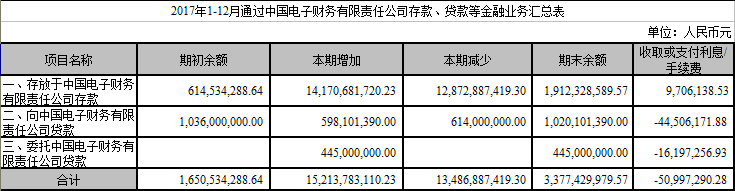 2017年1-12月通过中国电子财务有限责任公司存款、贷款等金融业务汇总表
单位：人民币元
项目名称 期初余额 本期增加 本期减少 期末余额 收取或支付利息/
手续费
一、存放于中国电子财务
有限责任公司存款 614,534,288.64 14,170,681,720.23 12,872,887,419.30 1,912,328,589.57 9,706,138.53
二、向中国电子财务有限
责任公司贷款 1,036,000,000.00 598,101,390.00 614,000,000.00 1,020,101,390.00 -44,506,171.88
三、委托中国电子财务有
限责任公司贷款 445,000,000.00 445,000,000.00 -16,197,256.93
合计 1,650,534,288.64 15,213,783,110.23 13,486,887,419.30 3,377,429,979.57 -50,997,290.28